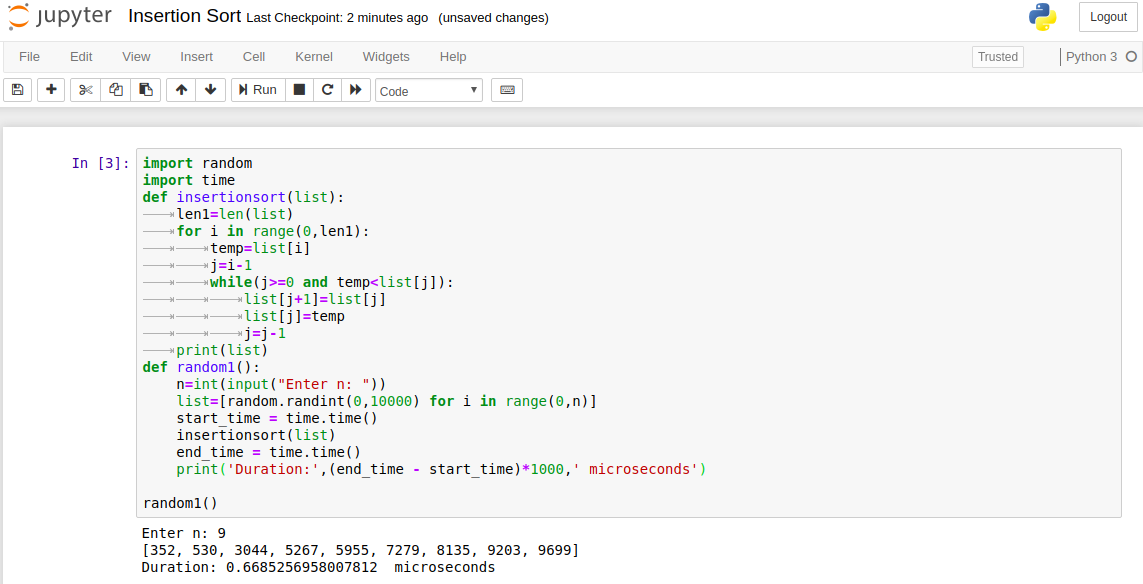 jupyter Insertion Sort Last Checkpoint: 2 minutes ago (unsaved changes) Logout
File Edit View Insert Cell Kernel Widgets Help Trusted Python 3
Run Code
In [3]: import random
import time
def insertionsort(list):
len1=len(list)
for i in range(0,len1):
temp=list[i]
j=i-1
while(j>=0 and temp<list[j]):
list[j+1]=list[j]
list[j]=temp
j=j-1
print(list)
def random1():
n=int(input("Enter n: "))
list=[random.randint(0,10000) for i in range(0,n)]
start_time = time.time()
insertionsort(list)
end_time = time.time()
print('Duration:',(end_time - start_time)*1000,' microseconds')
random1()
Enter n: 9
[352, 530, 3044, 5267, 5955, 7279, 8135, 9203, 9699]
Duration: 0.6685256958007812  microseconds